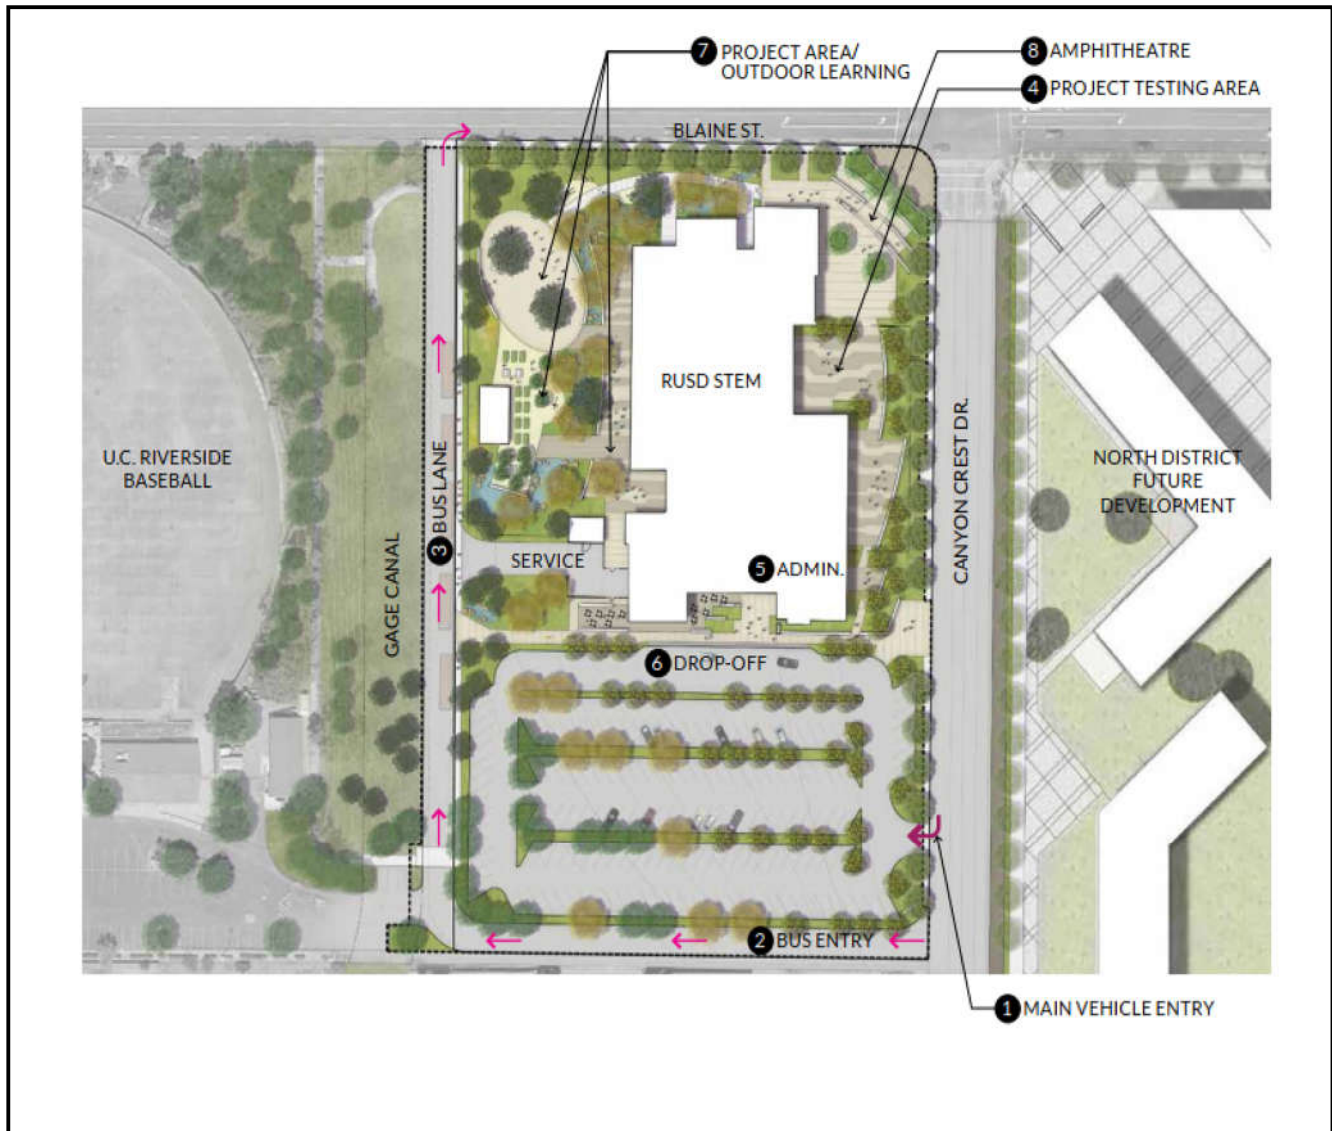 7 PROJECT AREA/
OUTDOOR LEARNING
8 AMPHITHEATRE
4 PROJECT TESTING AREA
BLAINE ST.
RUSD STEM
U.C. RIVERSIDE
BASEBALL
GAGE CANAL
3 BUS LANE
CANYON CREST DR.
NORTH DISTRICT
FUTURE
DEVELOPMENT
SERVICE
5 ADMIN.
6 DROP-OFF
2 BUS ENTRY
1 MAIN VEHICLE ENTRY